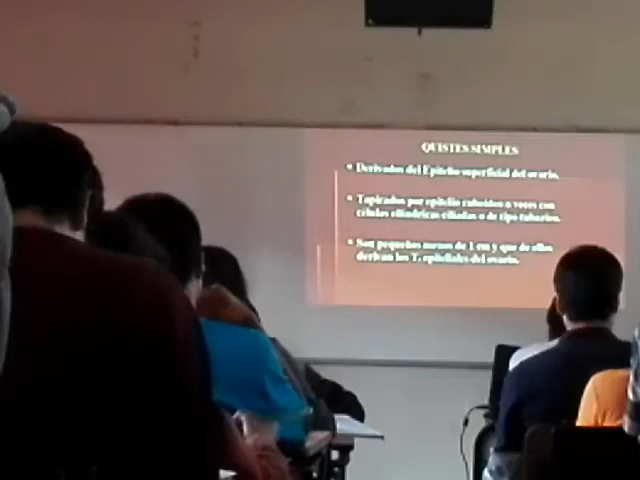 QUISTES SIMPLES
• Derivados del Epitelio superficial del ovario.
• Tapizados por epitelio cuboideo a veces con
células cilíndricas ciliadas o de tipo tubarico.
• Son pequeños menos de 1 cm y que de ellos
derivan los T. epiteliales del ovario.